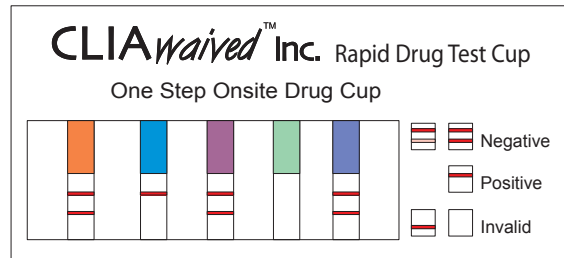 CLIAwaived™ Inc. Rapid Drug Test Cup
One Step Onsite Drug Cup
Negative
Positive
Invalid